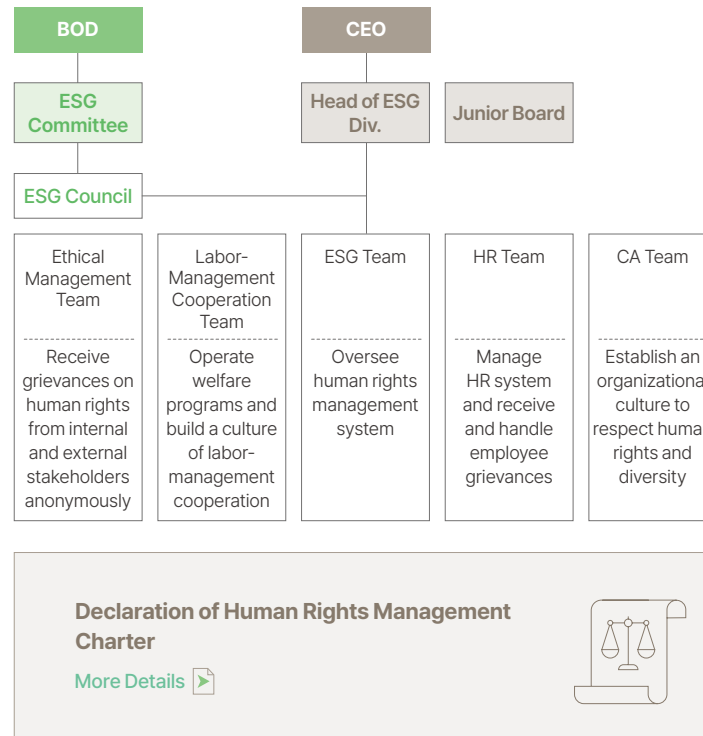 BOD
CEO
ESG
Committee
Head of ESG
Div.
Junior Board
ESG Council
Ethical
Management
Team
Labor-
Management
Cooperation
Team
ESG Team
HR Team
CA Team
Receive
grievances on
human rights
from internal
and external
stakeholders
anonymously
Operate
welfare
programs and
build a culture
of labor-
management
cooperation
Oversee
human rights
management
system
Manage
HR system
and receive
and handle
employee
grievances
Establish an
organizationa
culture to
respect huma
rights and
diversity
Declaration of Human Rights Management
Charter
More Details